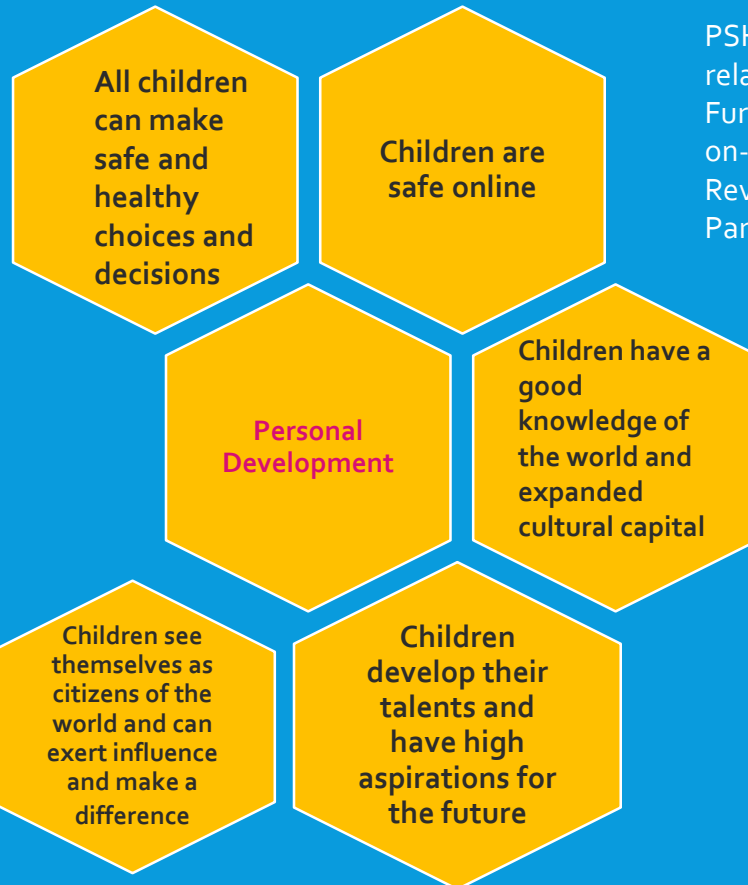 All children
can make
safe and
healthy
choices and
decisions
Children are
safe online
Personal
Development
Children have a
good
knowledge of
the world and
expanded
cultural capital
Children see
themselves as
citizens of the
world and can
exert influence
and make a
difference
Children
develop their
talents and
have high
aspirations for
the future